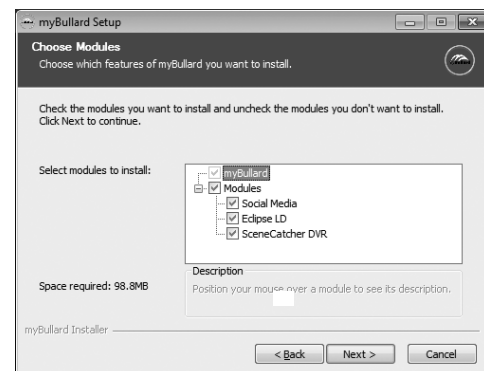 myBullard Setup
Choose Modules
Choose which features of myBullard you want to install.
Check the modules you want to install and uncheck the modules you don't want to install.
Click Next to continue.
Select modules to install:
myBullard
Modules
Social Media
Eclipse LD
SceneCatcher DVR
Space required: 98.8MB
Description
Position your mouse over a module to see its description.
myBullard Installer
< Back
Next >
Cancel